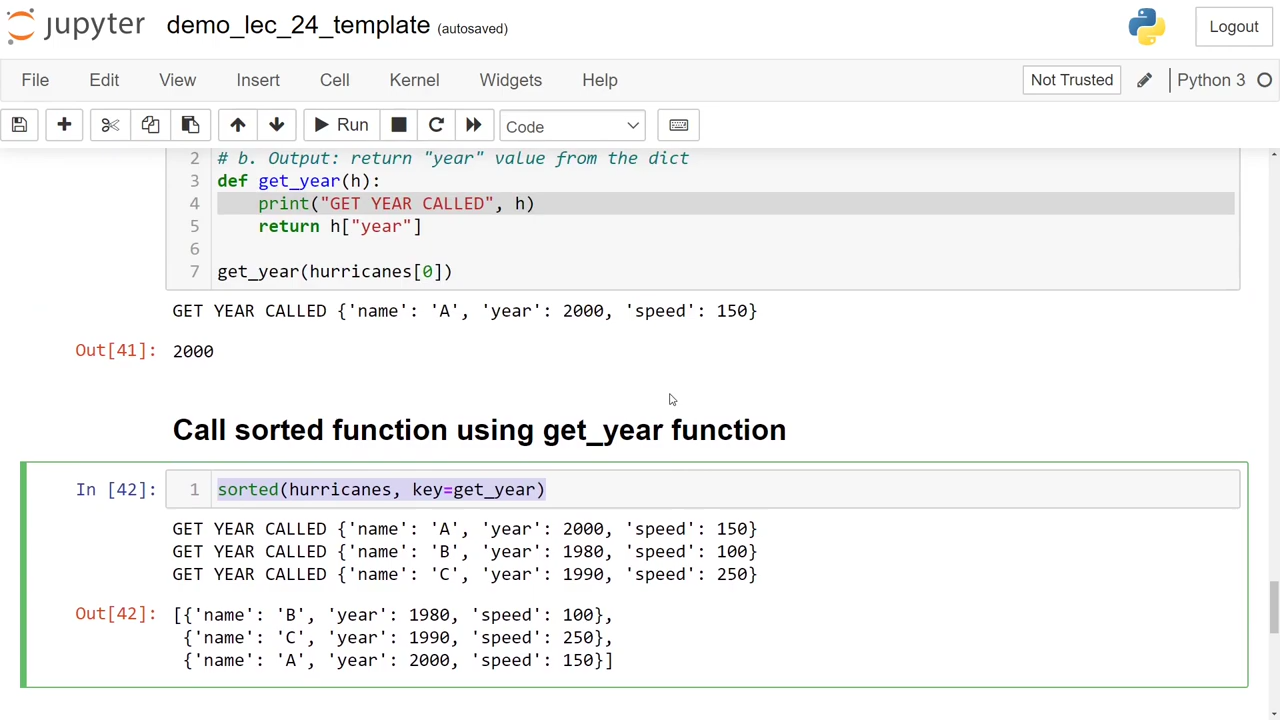 jupyter demo_lec_24_template (autosaved) Logout
File Edit View Insert Cell Kernel Widgets Help Not Trusted Python 3
Run Code
2 # b. Output: return "year" value from the dict
3 def get_year(h):
4 print("GET YEAR CALLED", h)
5 return h["year"]
6
7 get_year(hurricanes[0])
GET YEAR CALLED {'name': 'A', 'year': 2000, 'speed': 150}
Out[41]: 2000
Call sorted function using get_year function
In [42]: 1 sorted(hurricanes, key=get_year)
GET YEAR CALLED {'name': 'A', 'year': 2000, 'speed': 150}
GET YEAR CALLED {'name': 'B', 'year': 1980, 'speed': 100}
GET YEAR CALLED {'name': 'C', 'year': 1990, 'speed': 250}
Out[42]: [{'name': 'B', 'year': 1980, 'speed': 100},
{'name': 'C', 'year': 1990, 'speed': 250},
{'name': 'A', 'year': 2000, 'speed': 150}]